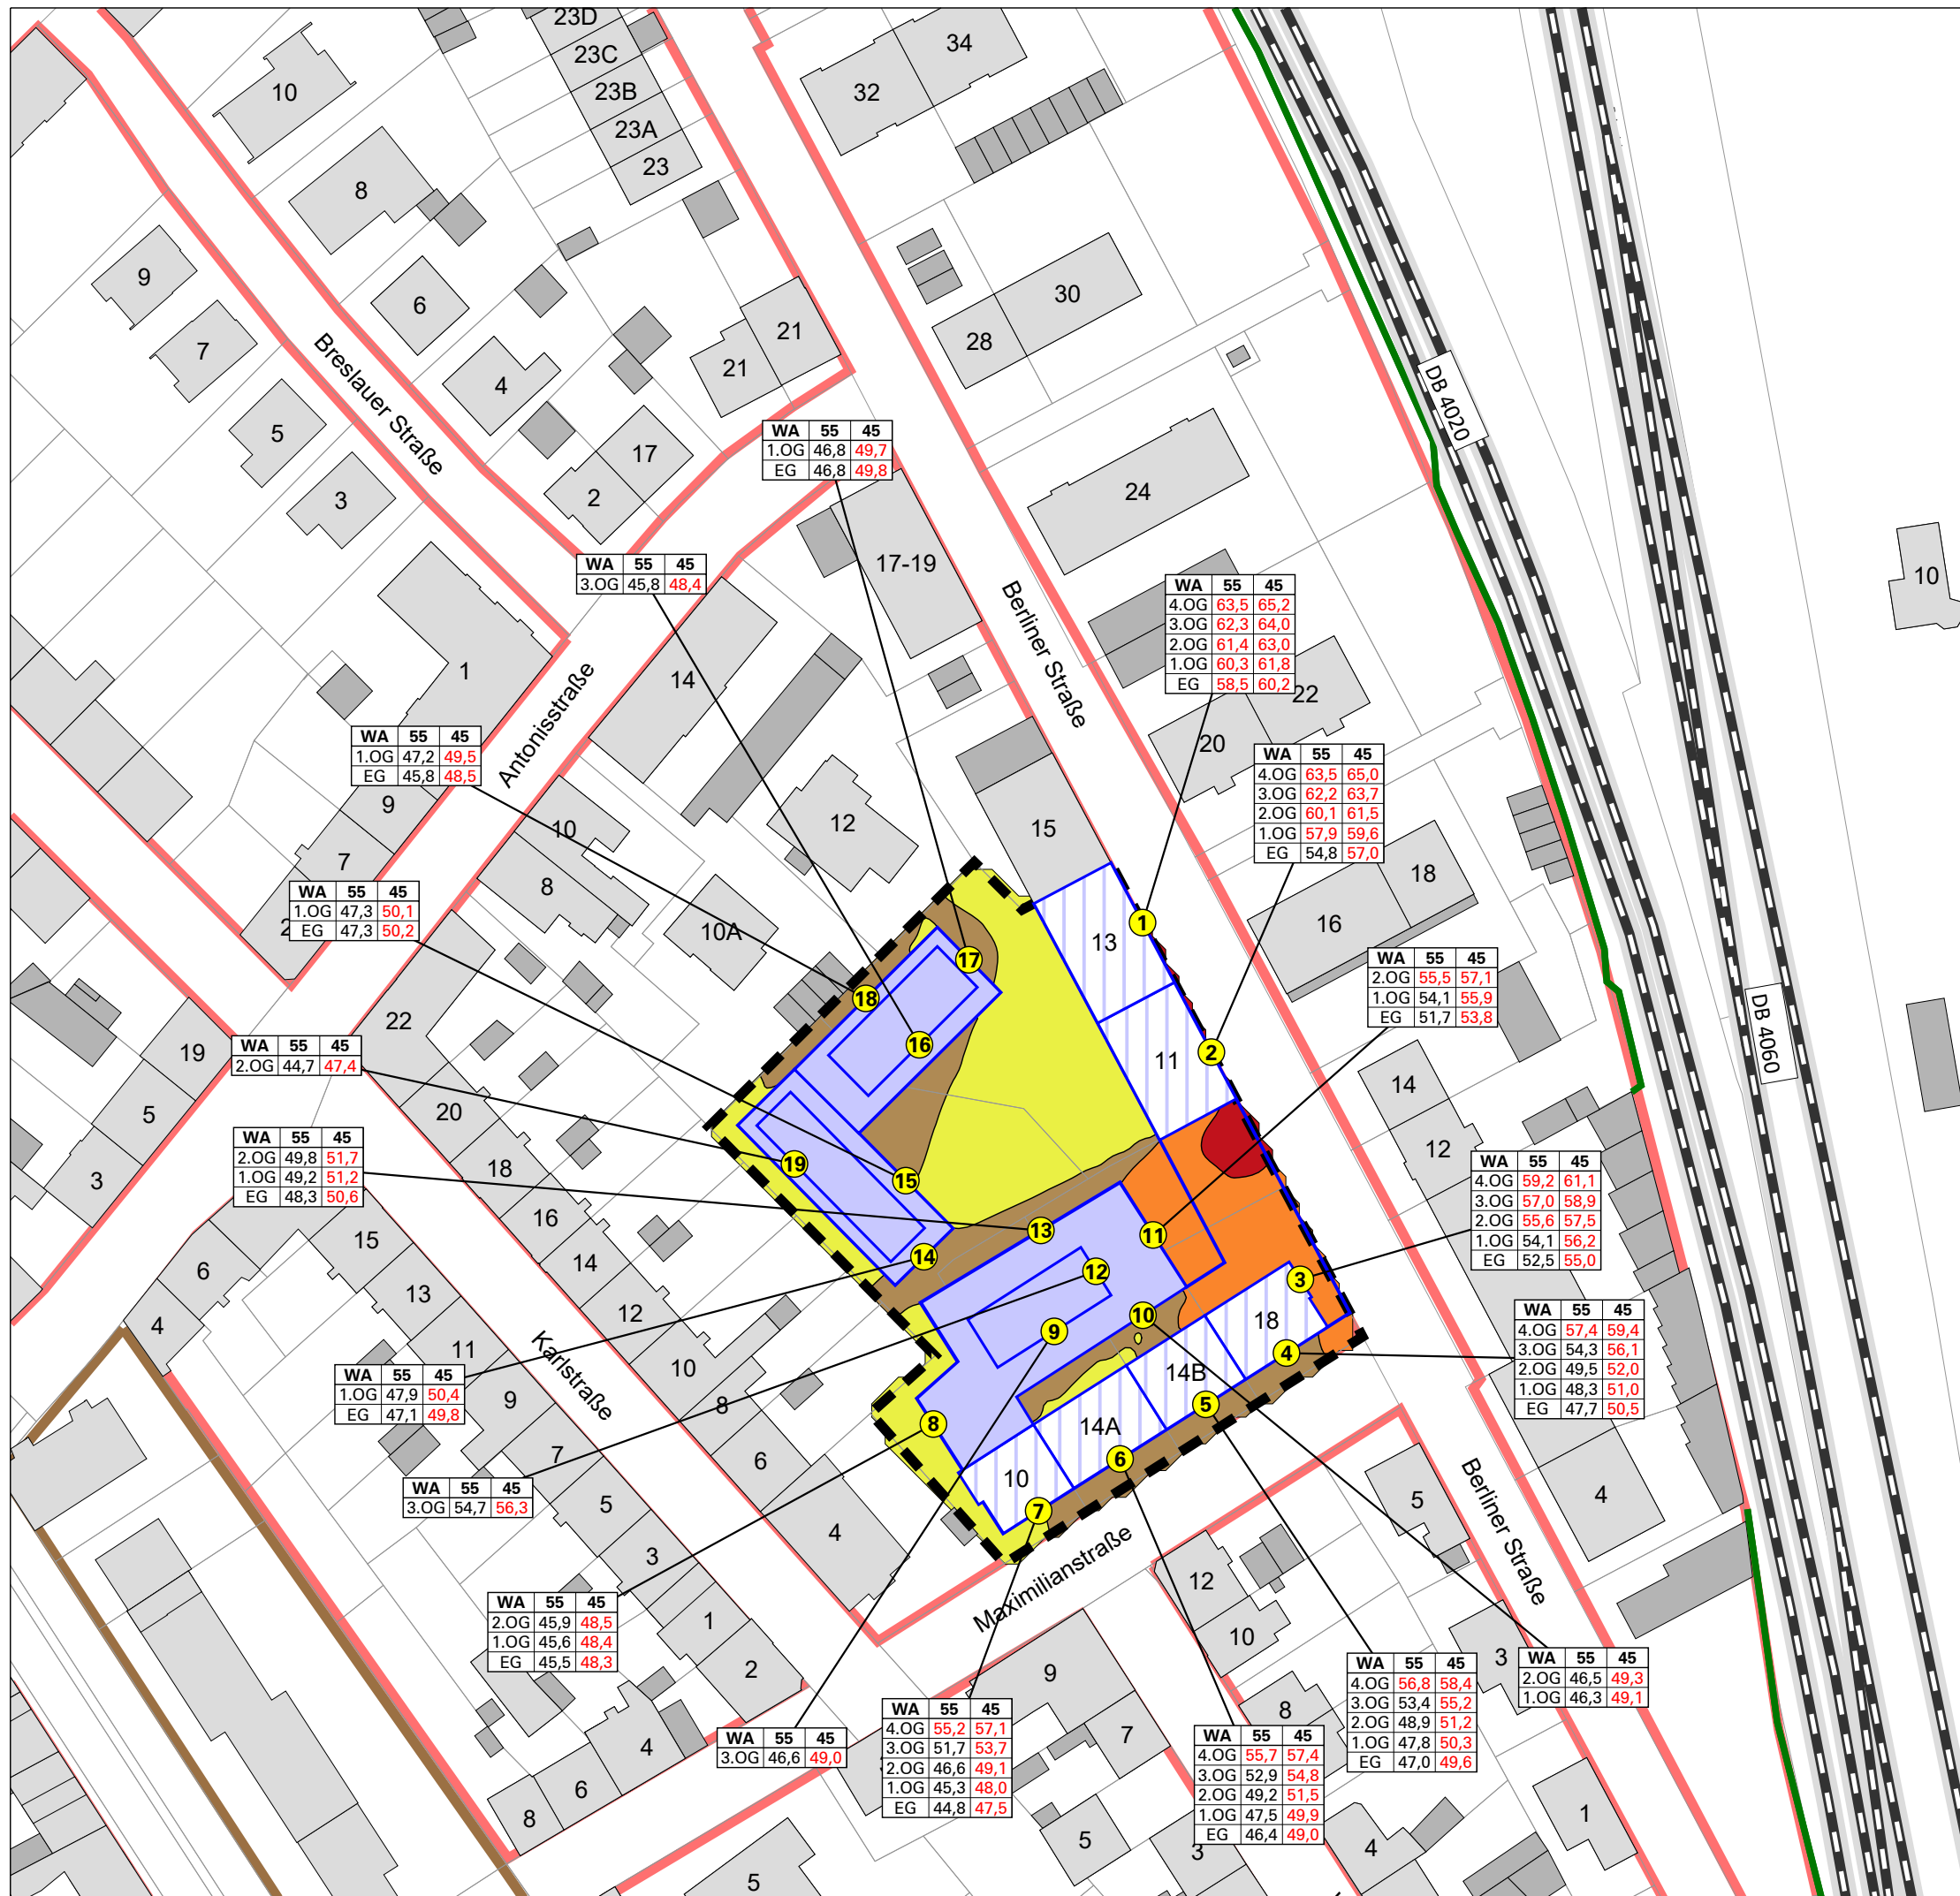 23D
23C
23B
23A
23
34
32
10
8
9
7
6
5
4
3
17
2
21
21
30
28
24
17-19
Breslauer Straße
Berliner Straße
Antonisstraße
DB 4020
DB 4060
10
WA 55 45
1.OG 46,8 49,7
EG 46,8 49,8
WA 55 45
3.OG 45,8 48,4
WA 55 45
4.OG 63,5 65,2
3.OG 62,3 64,0
2.OG 61,4 63,0
1.OG 60,3 61,8
EG 58,5 60,2
22
20
WA 55 45
4.OG 63,5 65,0
3.OG 62,2 63,7
2.OG 60,1 61,5
1.OG 57,9 59,6
EG 54,8 57,0
1
14
WA 55 45
1.OG 47,2 49,5
EG 45,8 48,5
9
7
10
8
12
15
18
16
WA 55 45
1.OG 47,3 50,1
EG 47,3 50,2
2
10A
13
1
11
2
17
18
16
WA 55 45
2.OG 55,5 57,1
1.OG 54,1 55,9
EG 51,7 53,8
22
19
5
3
WA 55 45
2.OG 44,7 47,4
20
18
16
14
12
10
8
6
4
14
12
WA 55 45
2.OG 49,8 51,7
1.OG 49,2 51,2
EG 48,3 50,6
19
15
13
14
12
11
10
9
3
18
4
14B
5
14A
6
10
7
8
WA 55 45
4.OG 59,2 61,1
3.OG 57,0 58,9
2.OG 55,6 57,5
1.OG 54,1 56,2
EG 52,5 55,0
WA 55 45
4.OG 57,4 59,4
3.OG 54,3 56,1
2.OG 49,5 52,0
1.OG 48,3 51,0
EG 47,7 50,5
6
4
15
13
11
9
7
5
3
1
2
Karlstraße
WA 55 45
1.OG 47,9 50,4
EG 47,1 49,8
WA 55 45
3.OG 54,7 56,3
WA 55 45
2.OG 45,9 48,5
1.OG 45,6 48,4
EG 45,5 48,3
Maximilianstraße
Berliner Straße
4
5
12
10
8
3
1
4
3
9
7
5
WA 55 45
3.OG 46,6 49,0
WA 55 45
4.OG 55,2 57,1
3.OG 51,7 53,7
2.OG 46,6 49,1
1.OG 45,3 48,0
EG 44,8 47,5
WA 55 45
4.OG 55,7 57,4
3.OG 52,9 54,8
2.OG 49,2 51,5
1.OG 47,5 49,9
EG 46,4 49,0
WA 55 45
4.OG 56,8 58,4
3.OG 53,4 55,2
2.OG 48,9 51,2
1.OG 47,8 50,3
EG 47,0 49,6
WA 55 45
2.OG 46,5 49,3
1.OG 46,3 49,1
4
6
8
5